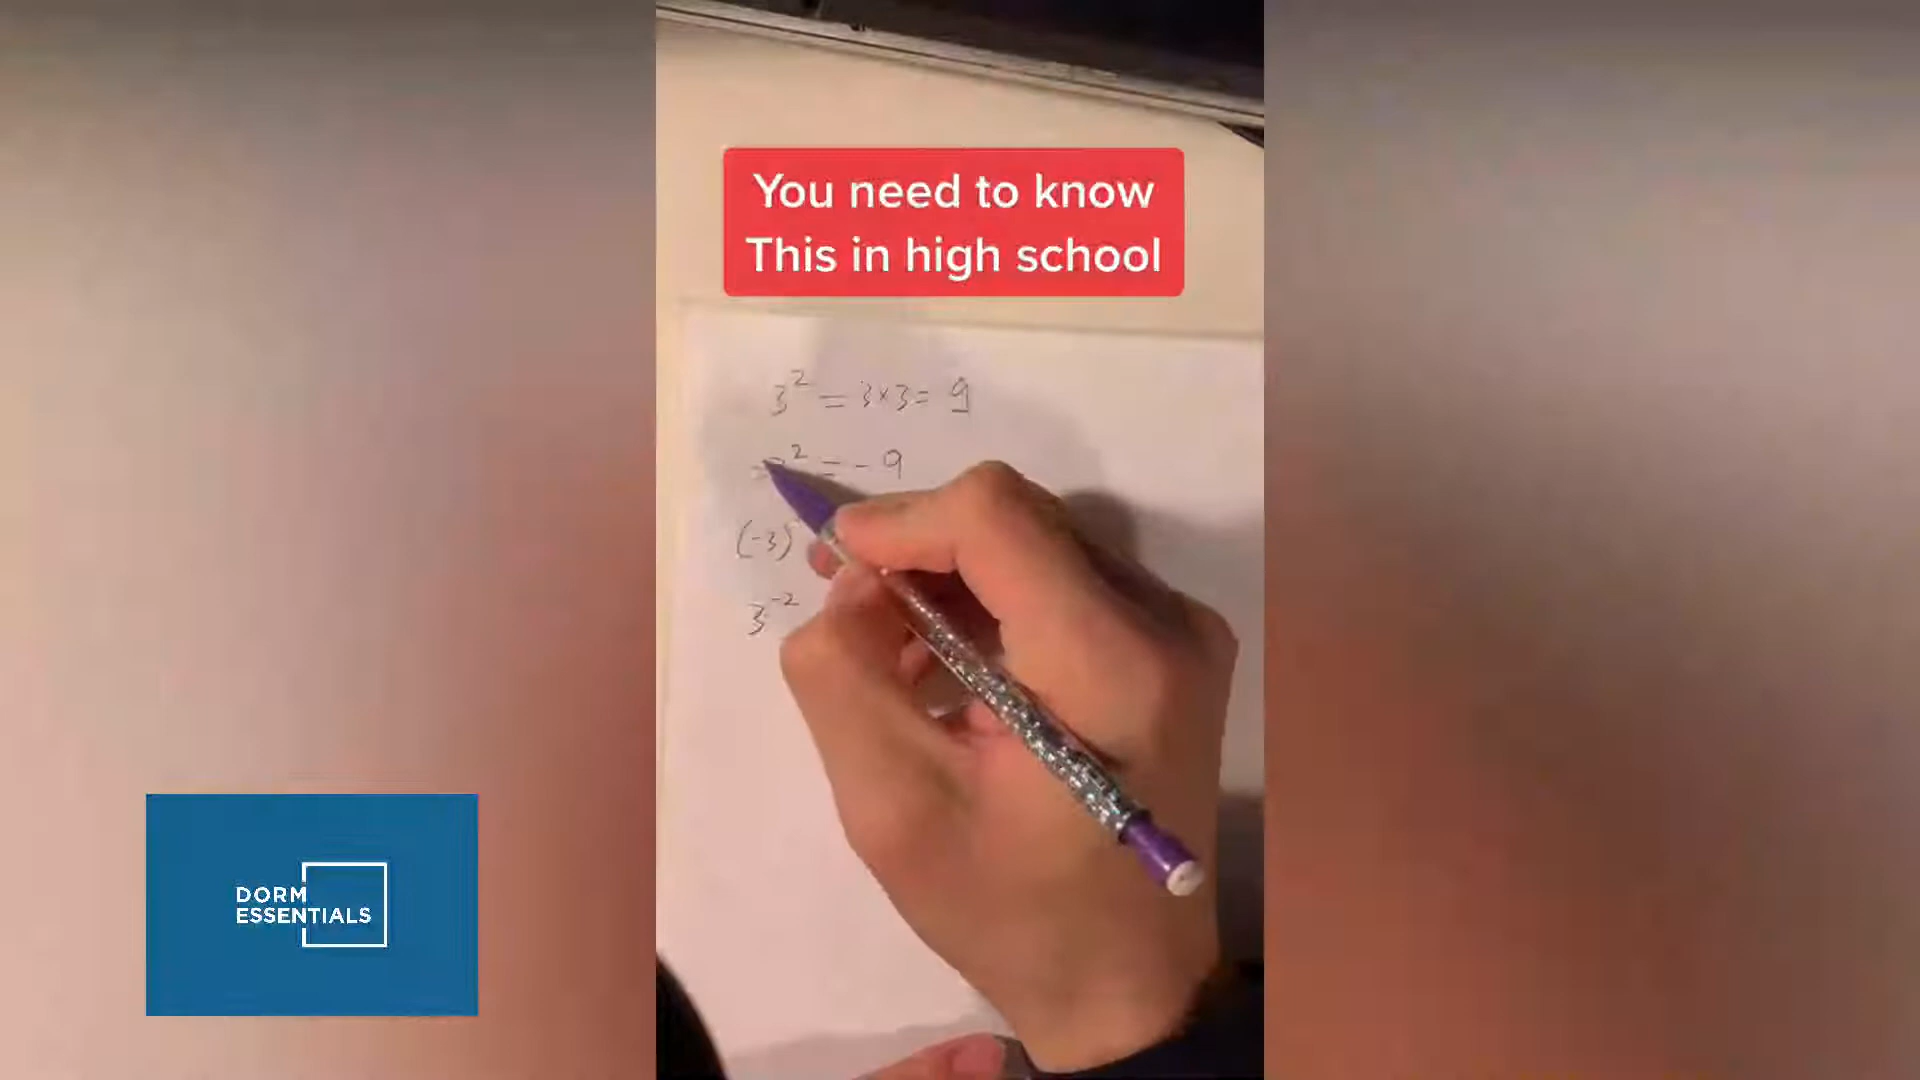 You need to know
This in high school
3² = 3×3 = 9
² = - 9
(-3)
3⁻²
DORM
ESSENTIALS